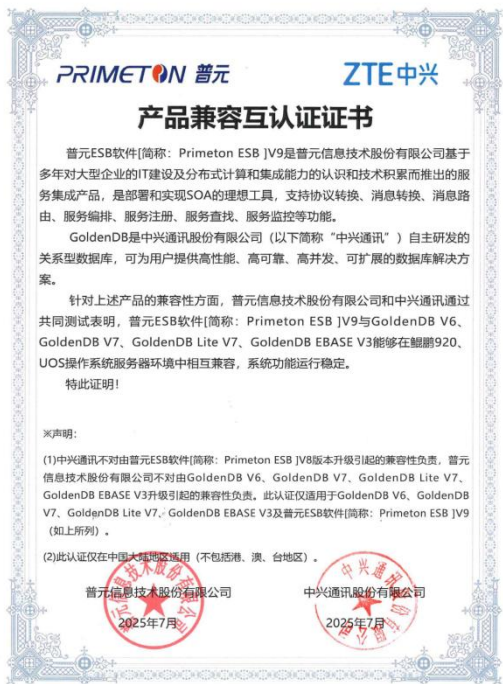 PRIMETON 普元
ZTE中兴
产品兼容互认证证书
普元ESB软件[简称：Primeton ESB ]V9是普元信息技术股份有限公司基于
多年对大型企业的IT建设及分布式计算和集成能力的认识和技术积累而推出的服
务集成产品，是部署和实现SOA的理想工具，支持协议转换、消息转换、消息路
由、服务编排、服务注册、服务查找、服务监控等功能。
GoldenDB是中兴通讯股份有限公司（以下简称“中兴通讯”）自主研发的
关系型数据库，可为用户提供高性能、高可靠、高并发、可扩展的数据库解决方
案。
针对上述产品的兼容性方面，普元信息技术股份有限公司和中兴通讯通过
共同测试表明，普元ESB软件[简称：Primeton ESB ]V9与GoldenDB V6、
GoldenDB V7、GoldenDB Lite V7、GoldenDB EBASE V3能够在鲲鹏920、
UOS操作系统服务器环境中相互兼容，系统功能运行稳定。
特此证明！
※声明：
(1)中兴通讯不对由普元ESB软件[简称：Primeton ESB ]V8版本升级引起的兼容性负责，普元
信息技术股份有限公司不对由GoldenDB V6、GoldenDB V7、GoldenDB Lite V7、
GoldenDB EBASE V3升级引起的兼容性负责。此认证仅适用于GoldenDB V6、GoldenDB
V7、GoldenDB Lite V7、GoldenDB EBASE V3及普元ESB软件[简称：Primeton ESB ]V9
（如上所列）。
(2)此认证仅在中国大陆地区适用（不包括港、澳、台地区）。
普元信息技术股份有限公司
中兴通讯股份有限公司
2025年7月
2025年7月
普元信息技术股份有限公司
中兴通讯股份有限公司